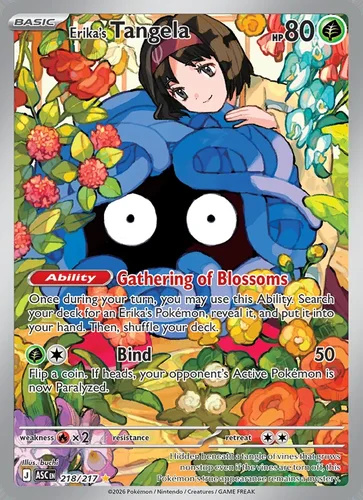 BASIC
Erika's Tangela HP 80
Ability Gathering of Blossoms
Once during your turn, you may use this Ability. Search
your deck for an Erika's Pokémon, reveal it, and put it into
your hand. Then, shuffle your deck.
Bind 50
Flip a coin. If heads, your opponent's Active Pokémon is
now Paralyzed.
weakness ×2 resistance retreat
Illus. buchi
J ASC EN 218/217
Hidden beneath a tangle of vines that grows
nonstop even if the vines are torn off, this
Pokémon's true appearance remains a mystery.
©2026 Pokémon / Nintendo / Creatures / GAME FREAK